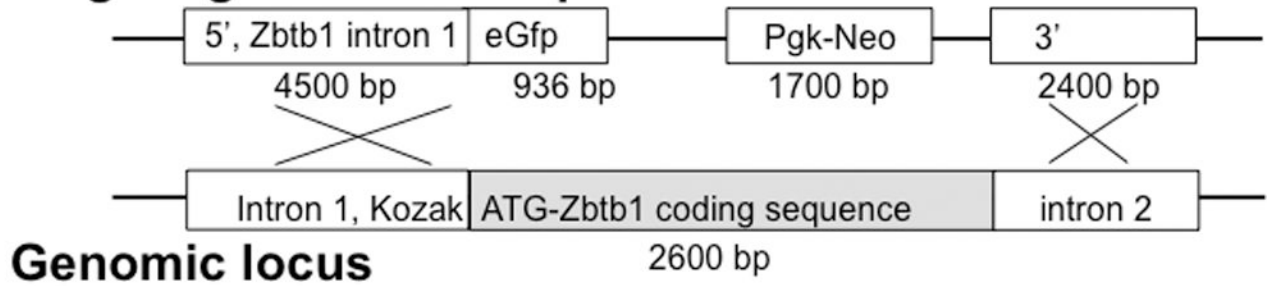 5’, Zbtb1 intron 1 eGfp Pgk-Neo 3’
4500 bp 936 bp 1700 bp 2400 bp
Intron 1, Kozak ATG-Zbtb1 coding sequence intron 2
Genomic locus 2600 bp